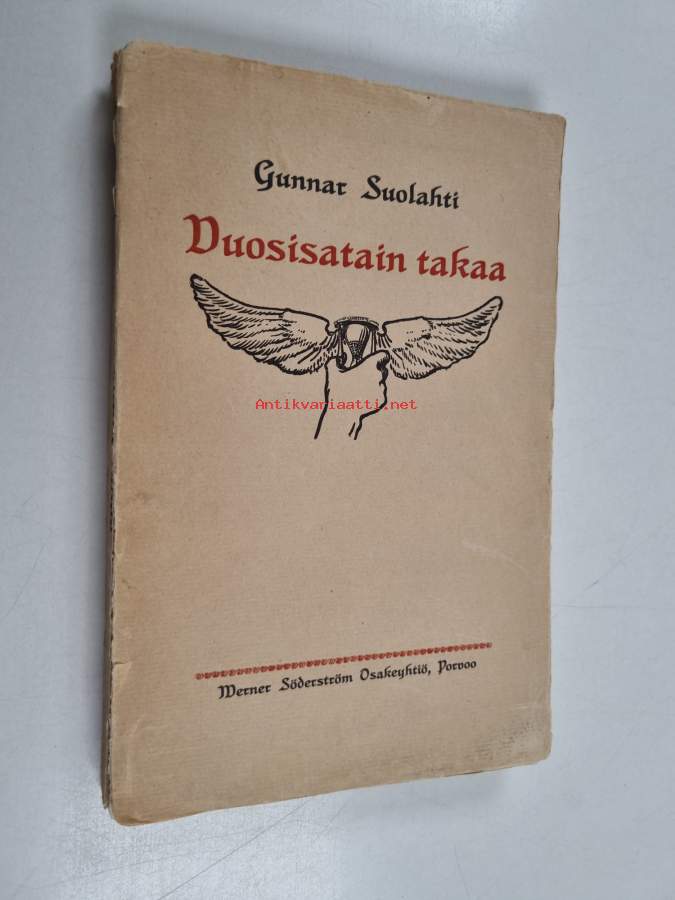 Gunnar Suolahti
Vuosisatain takaa
Antikvariaatti.net
Werner Söderström Osakeyhtiö, Porvoo